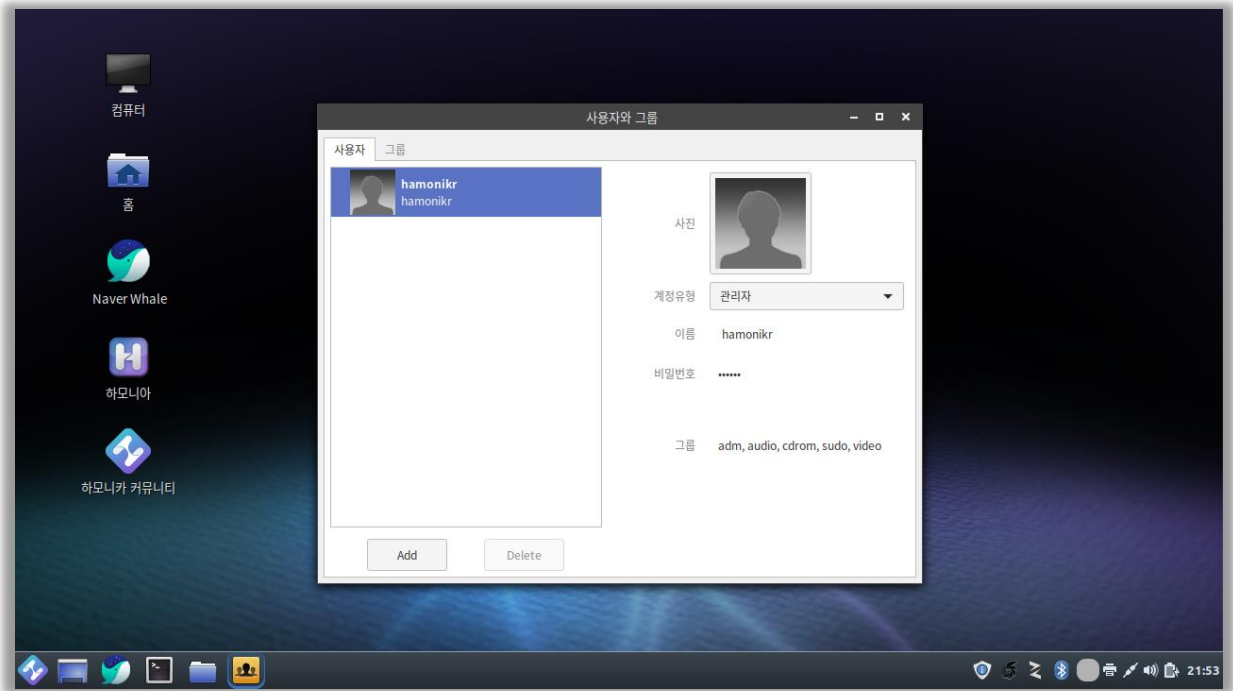 컴퓨터
홈
Naver Whale
하모니아
하모니카 커뮤니티
사용자와 그룹
사용자 그룹
hamonikr
hamonikr
사진
계정유형 관리자
이름 hamonikr
비밀번호 ••••••
그룹 adm, audio, cdrom, sudo, video
Add Delete
21:53